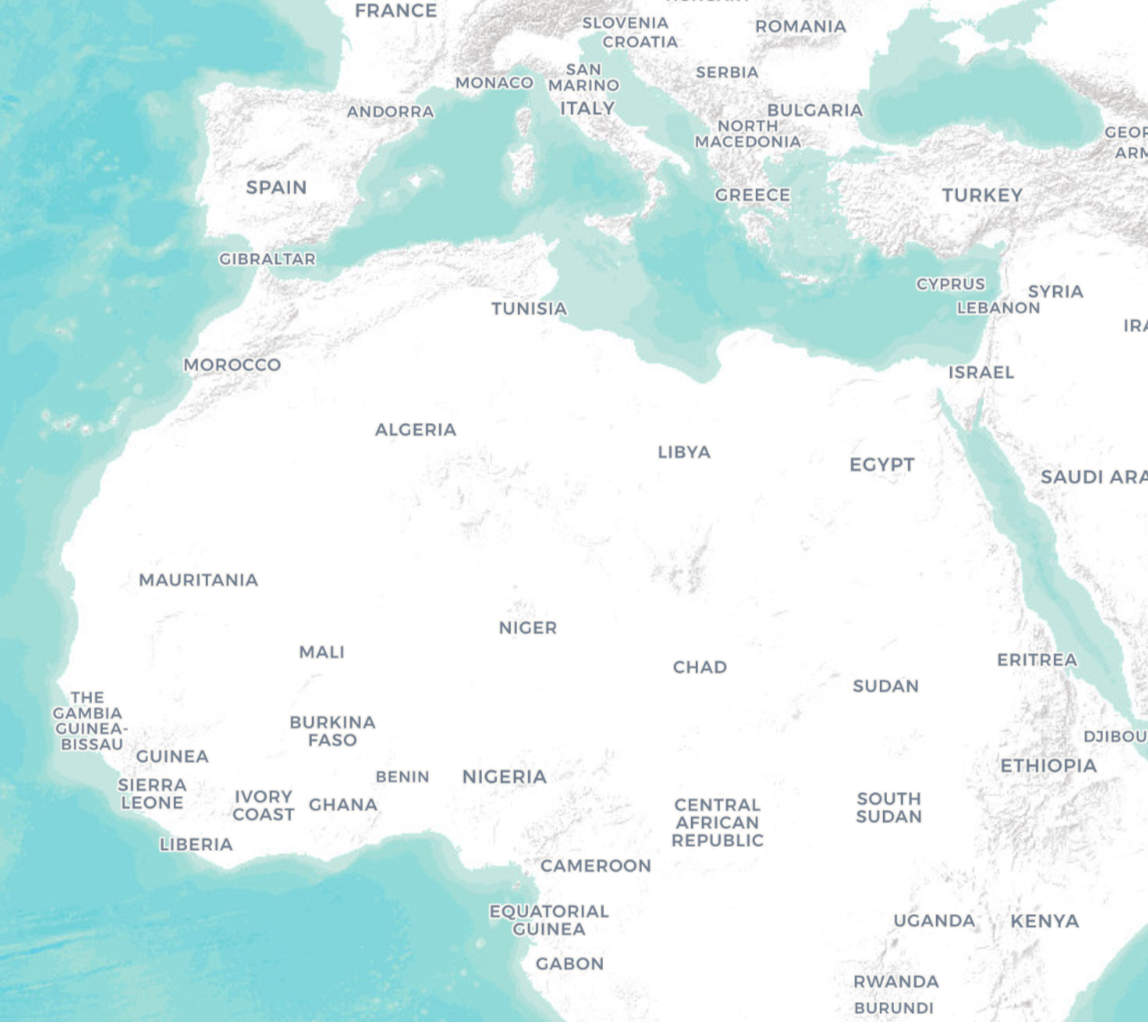 FRANCE
SLOVENIA
CROATIA
ROMANIA
MONACO
SAN
MARINO
ITALY
SERBIA
ANDORRA
BULGARIA
NORTH
MACEDONIA
GEOR
ARM
SPAIN
GREECE
TURKEY
GIBRALTAR
CYPRUS
SYRIA
TUNISIA
LEBANON
IRA
MOROCCO
ISRAEL
ALGERIA
LIBYA
EGYPT
SAUDI ARA
MAURITANIA
NIGER
MALI
CHAD
ERITREA
SUDAN
THE
GAMBIA
GUINEA-
BISSAU
BURKINA
FASO
DJIBOU
GUINEA
BENIN
NIGERIA
ETHIOPIA
SIERRA
LEONE
IVORY
COAST
GHANA
CENTRAL
AFRICAN
REPUBLIC
SOUTH
SUDAN
LIBERIA
CAMEROON
EQUATORIAL
GUINEA
UGANDA
KENYA
GABON
RWANDA
BURUNDI